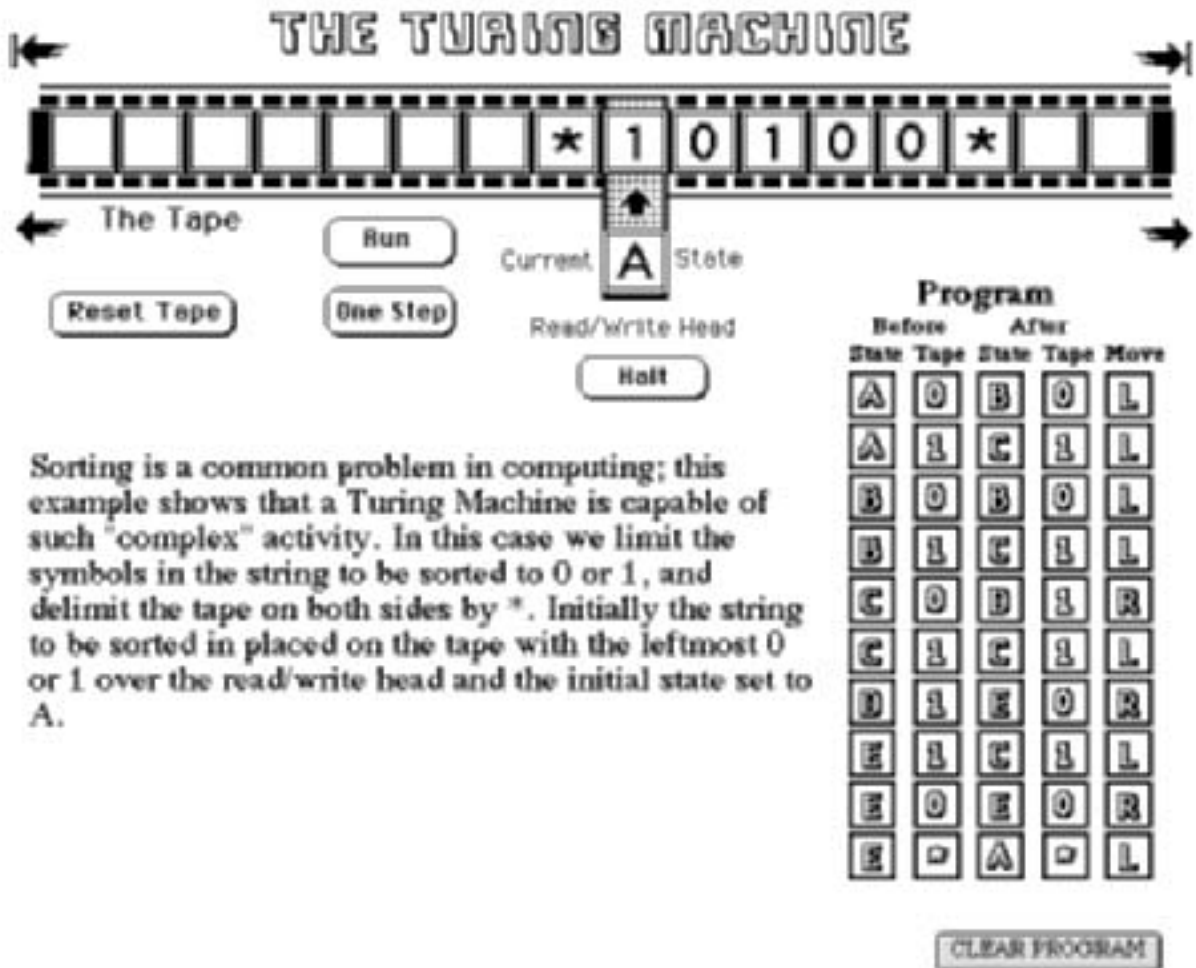 THE TURING MACHINE
* 1 0 1 0 0 *
The Tape
Run
Current A State
Reset Tape
One Step
Read/Write Head
Halt
Program
Before After
State Tape State Tape Move
A 0 B 0 L
A 1 C 1 L
B 0 B 0 L
B 1 C 1 L
C 0 D 1 R
C 1 C 1 L
D 1 E 0 R
E 1 C 1 L
E 0 E 0 R
E A L
Sorting is a common problem in computing; this
example shows that a Turing Machine is capable of
such "complex" activity. In this case we limit the
symbols in the string to be sorted to 0 or 1, and
delimit the tape on both sides by *. Initially the string
to be sorted in placed on the tape with the leftmost 0
or 1 over the read/write head and the initial state set to
A.
CLEAR PROGRAM